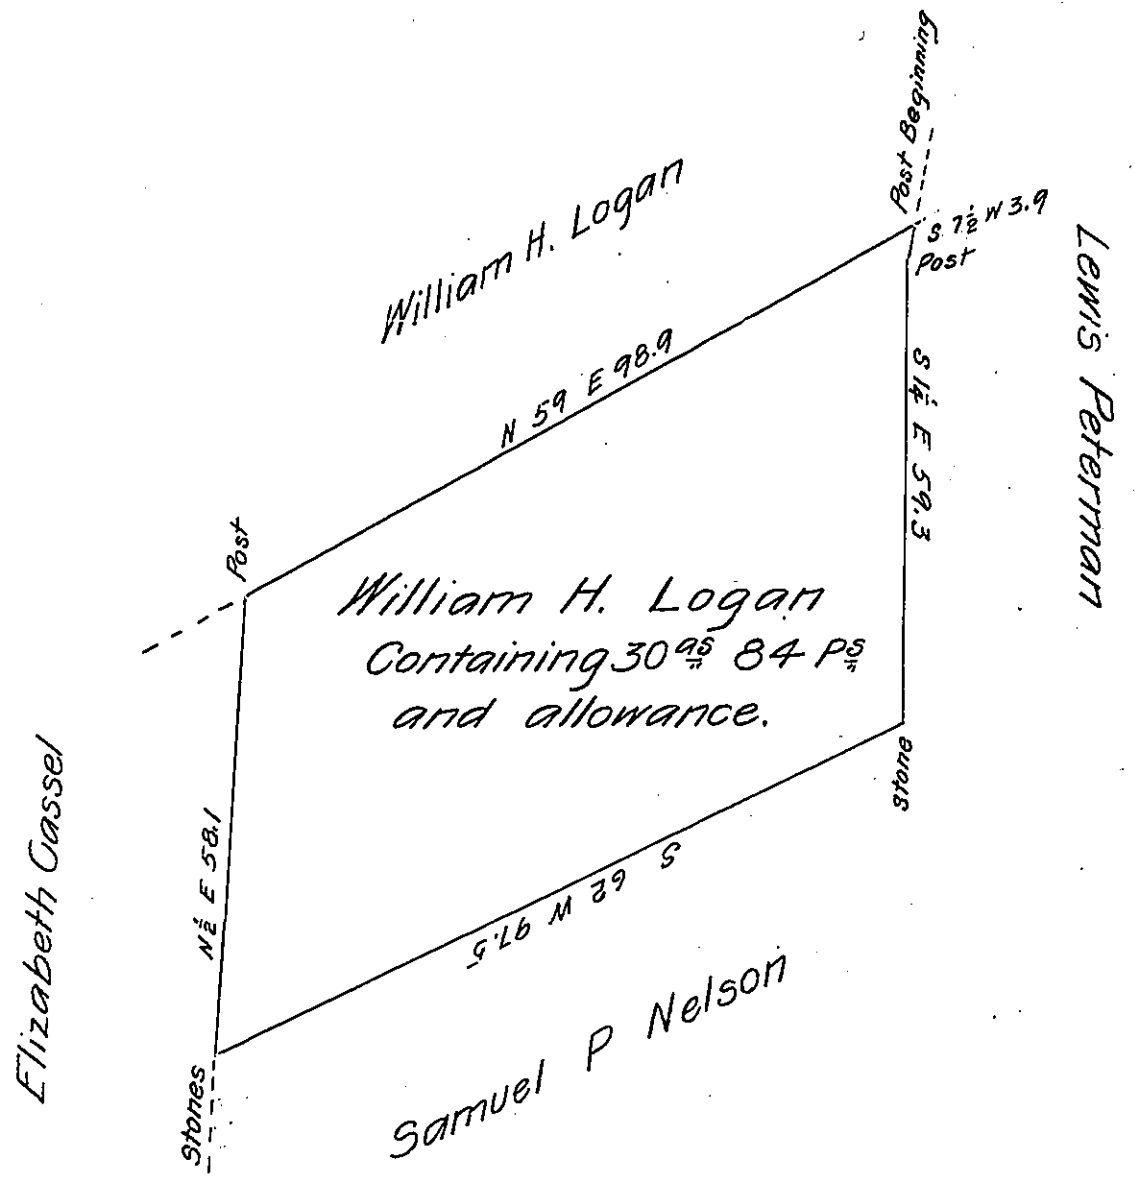 Post Beginning
William H. Logan
S 7½ W 3.9
Post
Lewis Peterman
N 59 E 98.9
S 1¼ E 59.3
Post
William H. Logan
Containing 30 as 84 Ps
and allowance.
Stone
Elizabeth Gassel
N ½ E 58.1
S 62 W 97.5
Samuel P Nelson
Stones